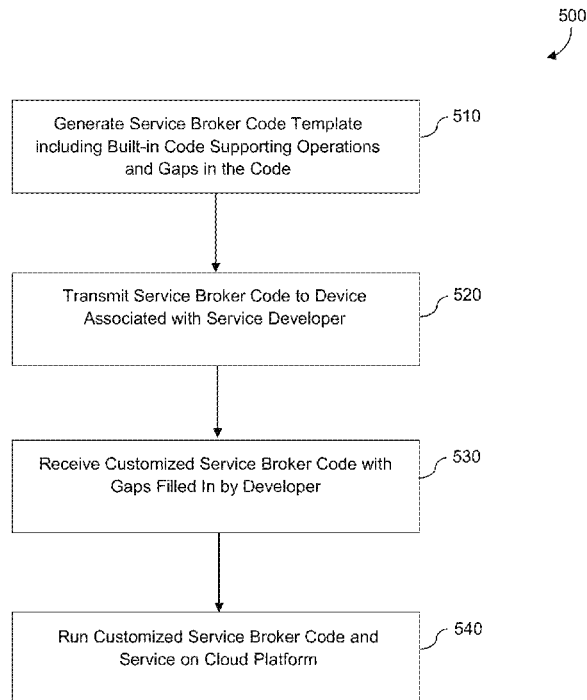 500
Generate Service Broker Code Template
including Built-in Code Supporting Operations
and Gaps in the Code
510
Transmit Service Broker Code to Device
Associated with Service Developer
520
Receive Customized Service Broker Code with
Gaps Filled In by Developer
530
Run Customized Service Broker Code and
Service on Cloud Platform
540